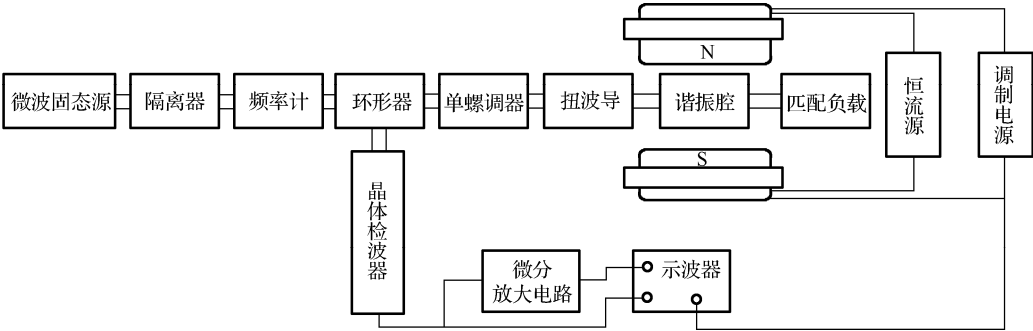 N
微波固态源
隔离器
频率计
环形器
单螺调器
扭波导
谐振腔
匹配负载
恒流源
调制电源
S
晶体检波器
微分
放大电路
示波器